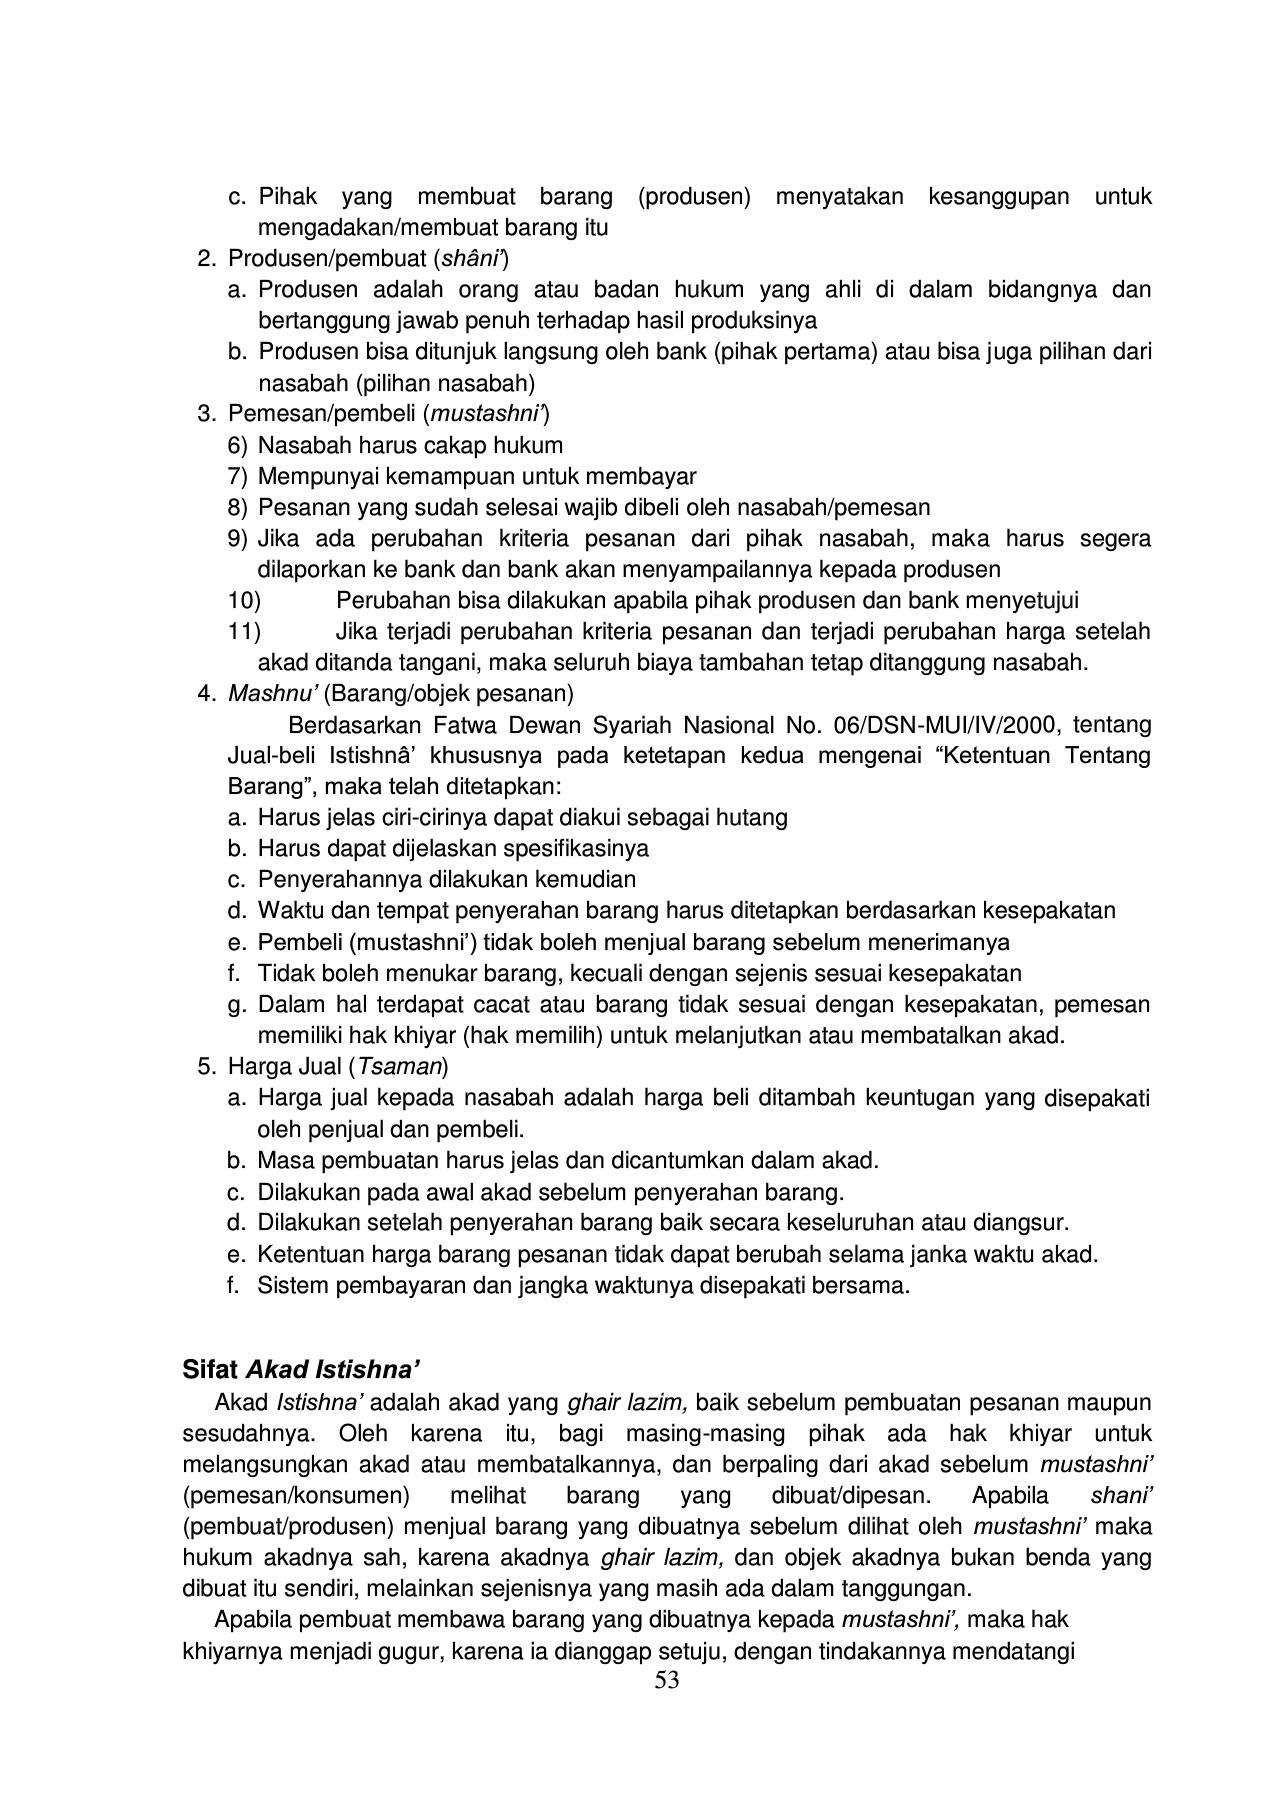 c. Pihak yang membuat barang (produsen) menyatakan kesanggupan untuk
mengadakan/membuat barang itu
2. Produsen/pembuat (shâni’)
a. Produsen adalah orang atau badan hukum yang ahli di dalam bidangnya dan
bertanggung jawab penuh terhadap hasil produksinya
b. Produsen bisa ditunjuk langsung oleh bank (pihak pertama) atau bisa juga pilihan dari
nasabah (pilihan nasabah)
3. Pemesan/pembeli (mustashni’)
6) Nasabah harus cakap hukum
7) Mempunyai kemampuan untuk membayar
8) Pesanan yang sudah selesai wajib dibeli oleh nasabah/pemesan
9) Jika ada perubahan kriteria pesanan dari pihak nasabah, maka harus segera
dilaporkan ke bank dan bank akan menyampailannya kepada produsen
10) Perubahan bisa dilakukan apabila pihak produsen dan bank menyetujui
11) Jika terjadi perubahan kriteria pesanan dan terjadi perubahan harga setelah
akad ditanda tangani, maka seluruh biaya tambahan tetap ditanggung nasabah.
4. Mashnu’ (Barang/objek pesanan)
Berdasarkan Fatwa Dewan Syariah Nasional No. 06/DSN-MUI/IV/2000, tentang
Jual-beli Istishnâ’ khususnya pada ketetapan kedua mengenai “Ketentuan Tentang
Barang”, maka telah ditetapkan:
a. Harus jelas ciri-cirinya dapat diakui sebagai hutang
b. Harus dapat dijelaskan spesifikasinya
c. Penyerahannya dilakukan kemudian
d. Waktu dan tempat penyerahan barang harus ditetapkan berdasarkan kesepakatan
e. Pembeli (mustashni’) tidak boleh menjual barang sebelum menerimanya
f. Tidak boleh menukar barang, kecuali dengan sejenis sesuai kesepakatan
g. Dalam hal terdapat cacat atau barang tidak sesuai dengan kesepakatan, pemesan
memiliki hak khiyar (hak memilih) untuk melanjutkan atau membatalkan akad.
5. Harga Jual (Tsaman)
a. Harga jual kepada nasabah adalah harga beli ditambah keuntugan yang disepakati
oleh penjual dan pembeli.
b. Masa pembuatan harus jelas dan dicantumkan dalam akad.
c. Dilakukan pada awal akad sebelum penyerahan barang.
d. Dilakukan setelah penyerahan barang baik secara keseluruhan atau diangsur.
e. Ketentuan harga barang pesanan tidak dapat berubah selama janka waktu akad.
f. Sistem pembayaran dan jangka waktunya disepakati bersama.
Sifat Akad Istishna’
Akad Istishna’ adalah akad yang ghair lazim, baik sebelum pembuatan pesanan maupun
sesudahnya. Oleh karena itu, bagi masing-masing pihak ada hak khiyar untuk
melangsungkan akad atau membatalkannya, dan berpaling dari akad sebelum mustashni’
(pemesan/konsumen) melihat barang yang dibuat/dipesan. Apabila shani’
(pembuat/produsen) menjual barang yang dibuatnya sebelum dilihat oleh mustashni’ maka
hukum akadnya sah, karena akadnya ghair lazim, dan objek akadnya bukan benda yang
dibuat itu sendiri, melainkan sejenisnya yang masih ada dalam tanggungan.
Apabila pembuat membawa barang yang dibuatnya kepada mustashni’, maka hak
khiyarnya menjadi gugur, karena ia dianggap setuju, dengan tindakannya mendatangi
53